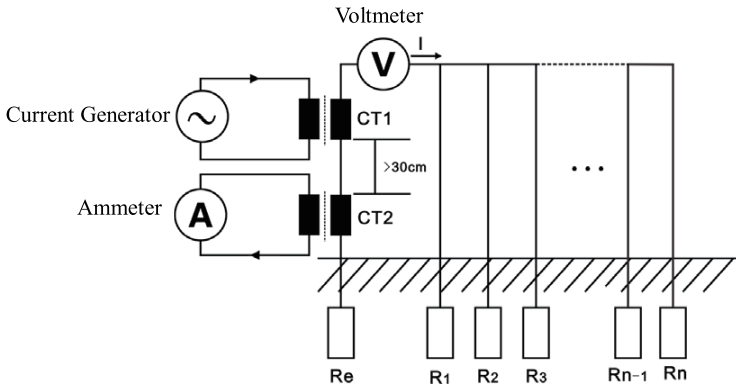 Voltmeter
V
I
Current Generator
CT1
>30cm
Ammeter
A
CT2
Re
R1
R2
R3
Rn-1
Rn